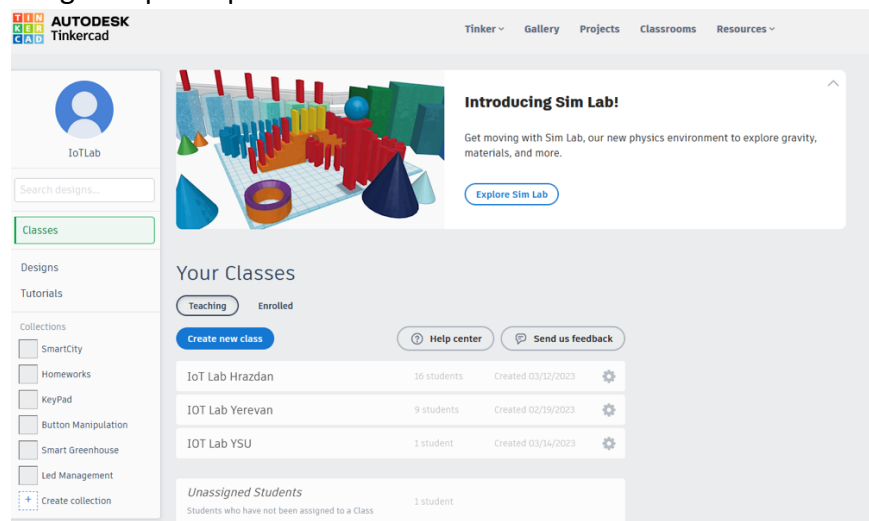 TIN
KER
CAD
AUTODESK
Tinkercad
Tinker
Gallery
Projects
Classrooms
Resources
IoTLab
Search designs...
Classes
Designs
Tutorials
Collections
SmartCity
Homeworks
KeyPad
Button Manipulation
Smart Greenhouse
Led Management
+ Create collection
Introducing Sim Lab!
Get moving with Sim Lab, our new physics environment to explore gravity,
materials, and more.
Explore Sim Lab
Your Classes
Teaching
Enrolled
Create new class
Help center
Send us feedback
IoT Lab Hrazdan 16 students Created 03/12/2023
IOT Lab Yerevan 9 students Created 02/19/2023
IOT Lab YSU 1 student Created 03/14/2023
Unassigned Students 1 student
Students who have not been assigned to a Class